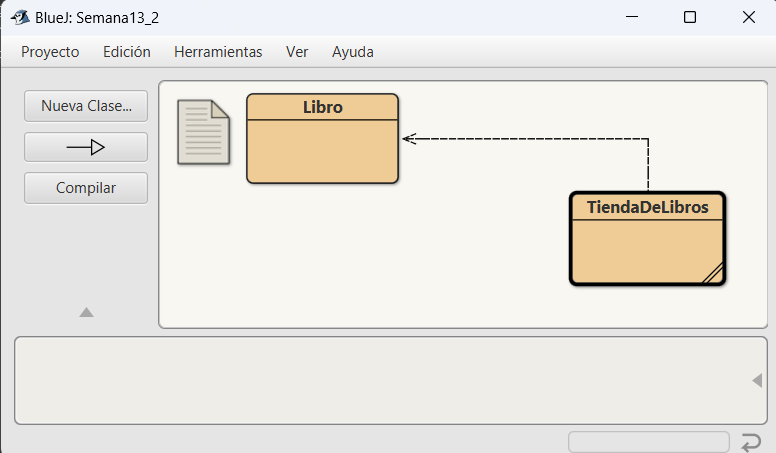 BlueJ: Semana13_2
Proyecto Edición Herramientas Ver Ayuda
Nueva Clase...
Compilar
Libro
TiendaDeLibros